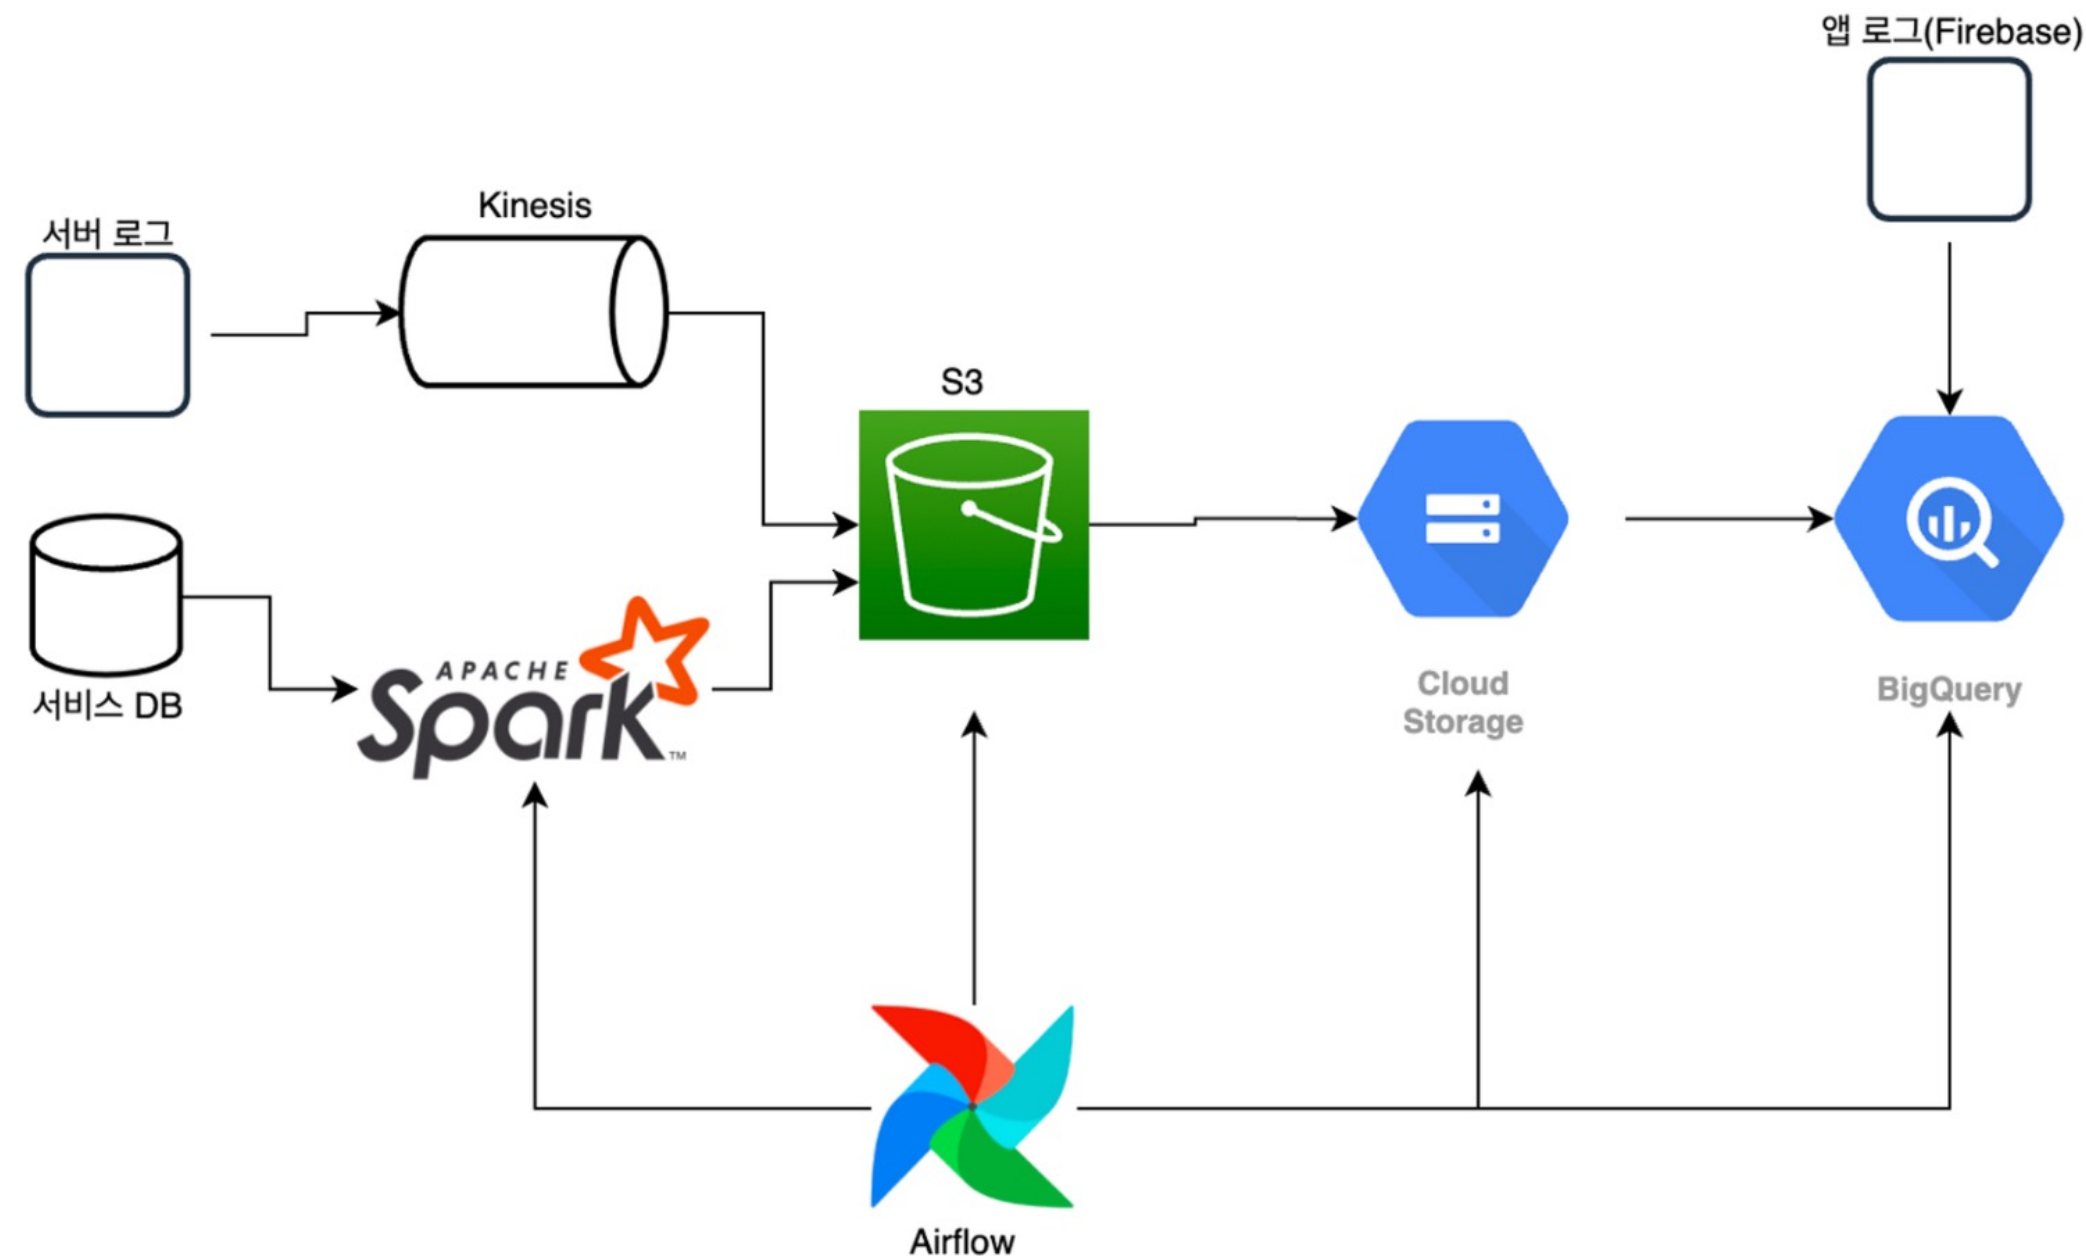 앱 로그(Firebase)
Kinesis
서버 로그
S3
APACHE
Spark™
서비스 DB
Cloud
Storage
BigQuery
Airflow